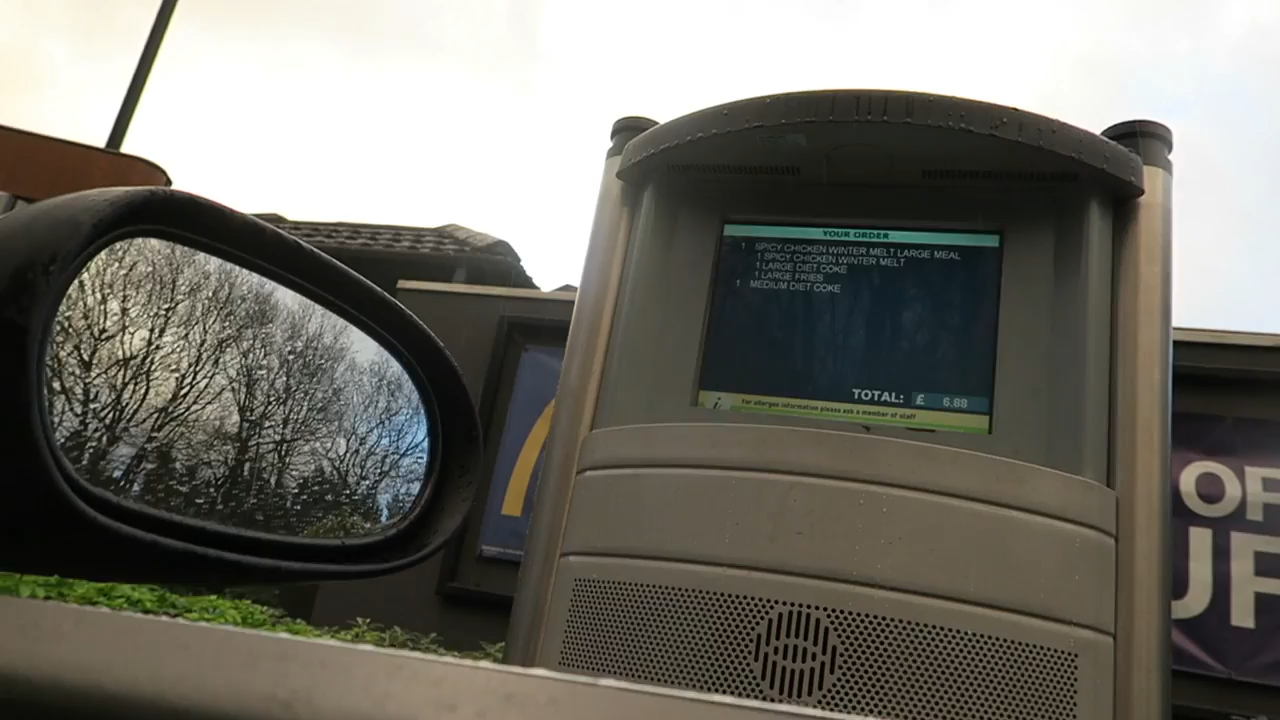 YOUR ORDER
1 SPICY CHICKEN WINTER MELT LARGE MEAL
1 SPICY CHICKEN WINTER MELT
1 LARGE DIET COKE
1 LARGE FRIES
1 MEDIUM DIET COKE
TOTAL: £ 6.88
i For allergen information please ask a member of staff
OF
UR